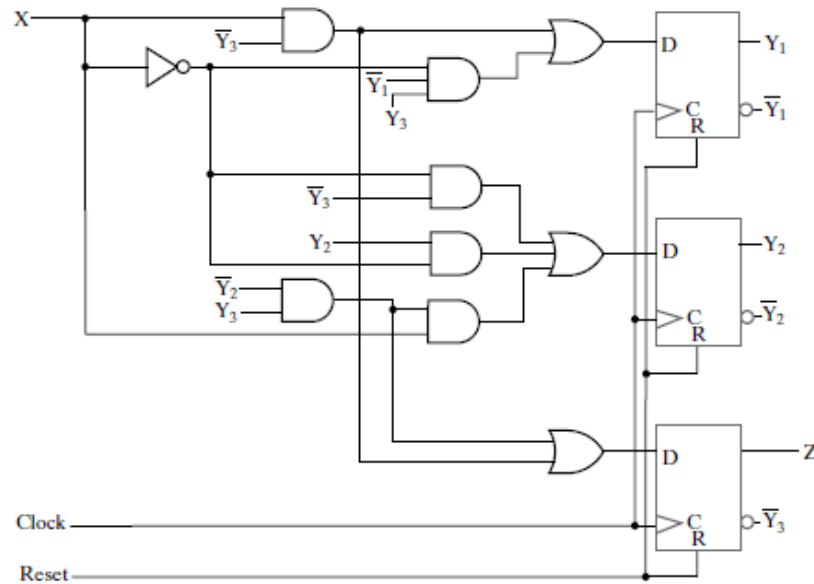 X
Y̅₃
D
Y₁
Y̅₁
Y₃
C
Y̅₁
R
Y̅₃
Y₂
D
Y₂
Y̅₂
Y₃
C
Y̅₂
R
D
Z
Clock
C
Y̅₃
R
Reset